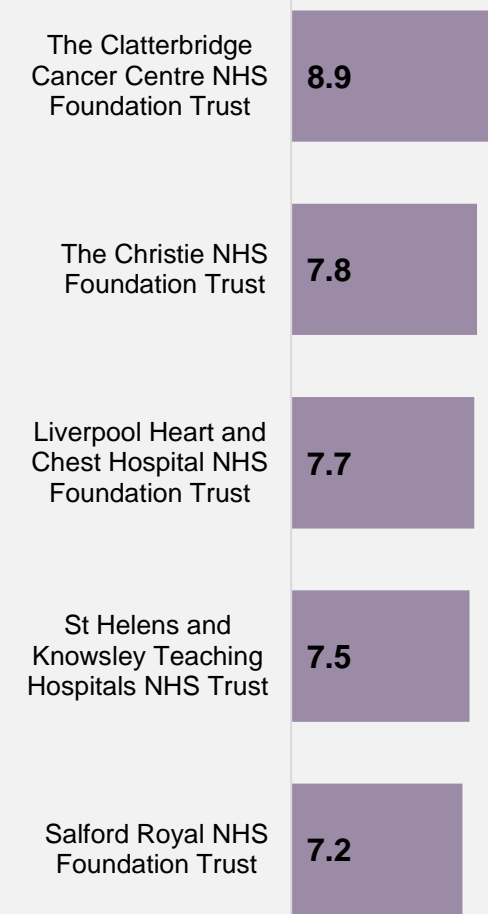 The Clatterbridge
Cancer Centre NHS
Foundation Trust
8.9
The Christie NHS
Foundation Trust
7.8
Liverpool Heart and
Chest Hospital NHS
Foundation Trust
7.7
St Helens and
Knowsley Teaching
Hospitals NHS Trust
7.5
Salford Royal NHS
Foundation Trust
7.2